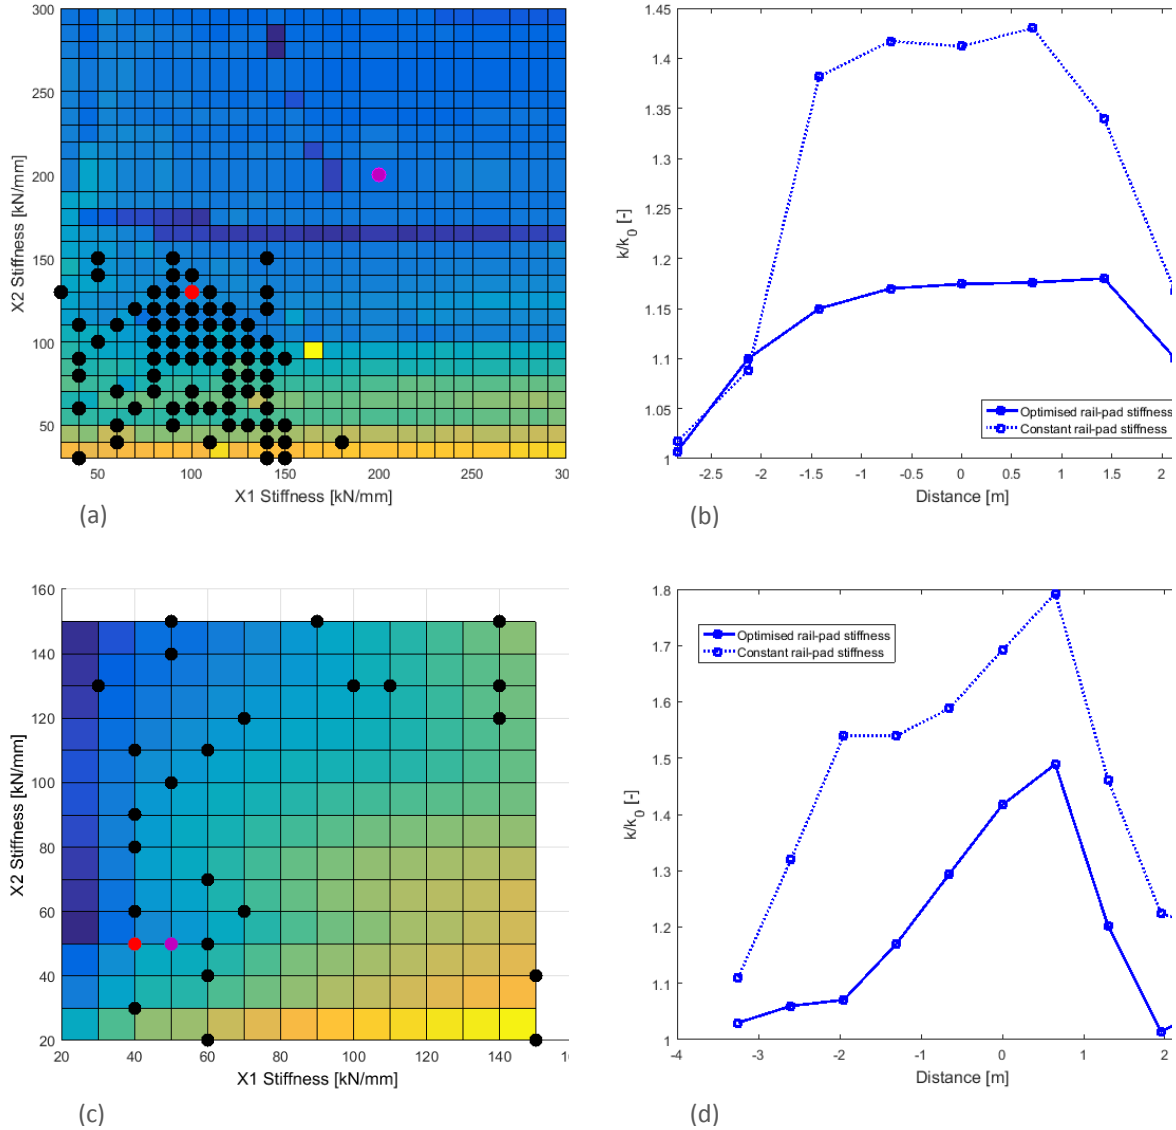 300
250
200
150
100
50
X2 Stiffness [kN/mm]
50 100 150 200 250 30
X1 Stiffness [kN/mm]
(a)
1.45
1.4
1.35
1.3
1.25
1.2
1.15
1.1
1.05
1
k/k0 [-]
Optimised rail-pad stiffness
Constant rail-pad stiffness
-2.5 -2 -1.5 -1 -0.5 0 0.5 1 1.5 2
Distance [m]
(b)
160
140
120
100
80
60
40
20
X2 Stiffness [kN/mm]
20 40 60 80 100 120 140
X1 Stiffness [kN/mm]
(c)
1.8
1.7
1.6
1.5
1.4
1.3
1.2
1.1
1
k/k0 [-]
Optimised rail-pad stiffness
Constant rail-pad stiffness
-4 -3 -2 -1 0 1 2
Distance [m]
(d)